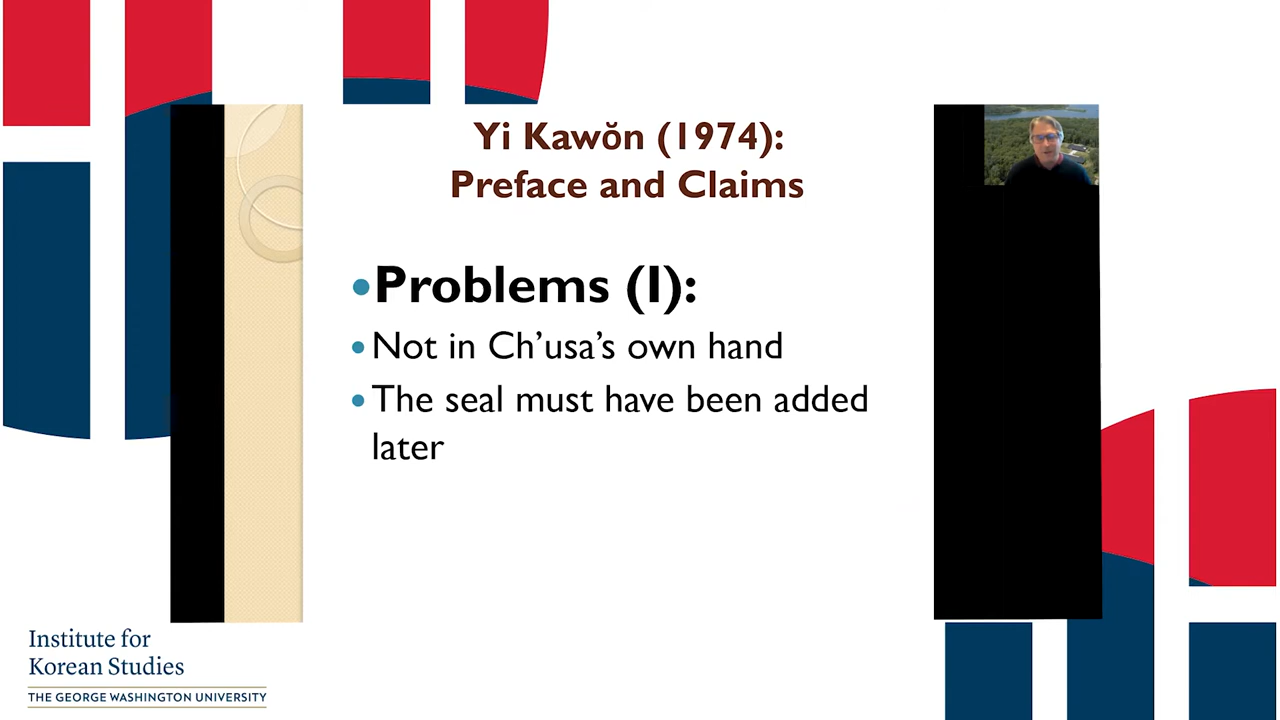 Yi Kawŏn (1974):
Preface and Claims
•Problems (I):
• Not in Ch’usa’s own hand
• The seal must have been added
later
Institute for
Korean Studies
THE GEORGE WASHINGTON UNIVERSITY